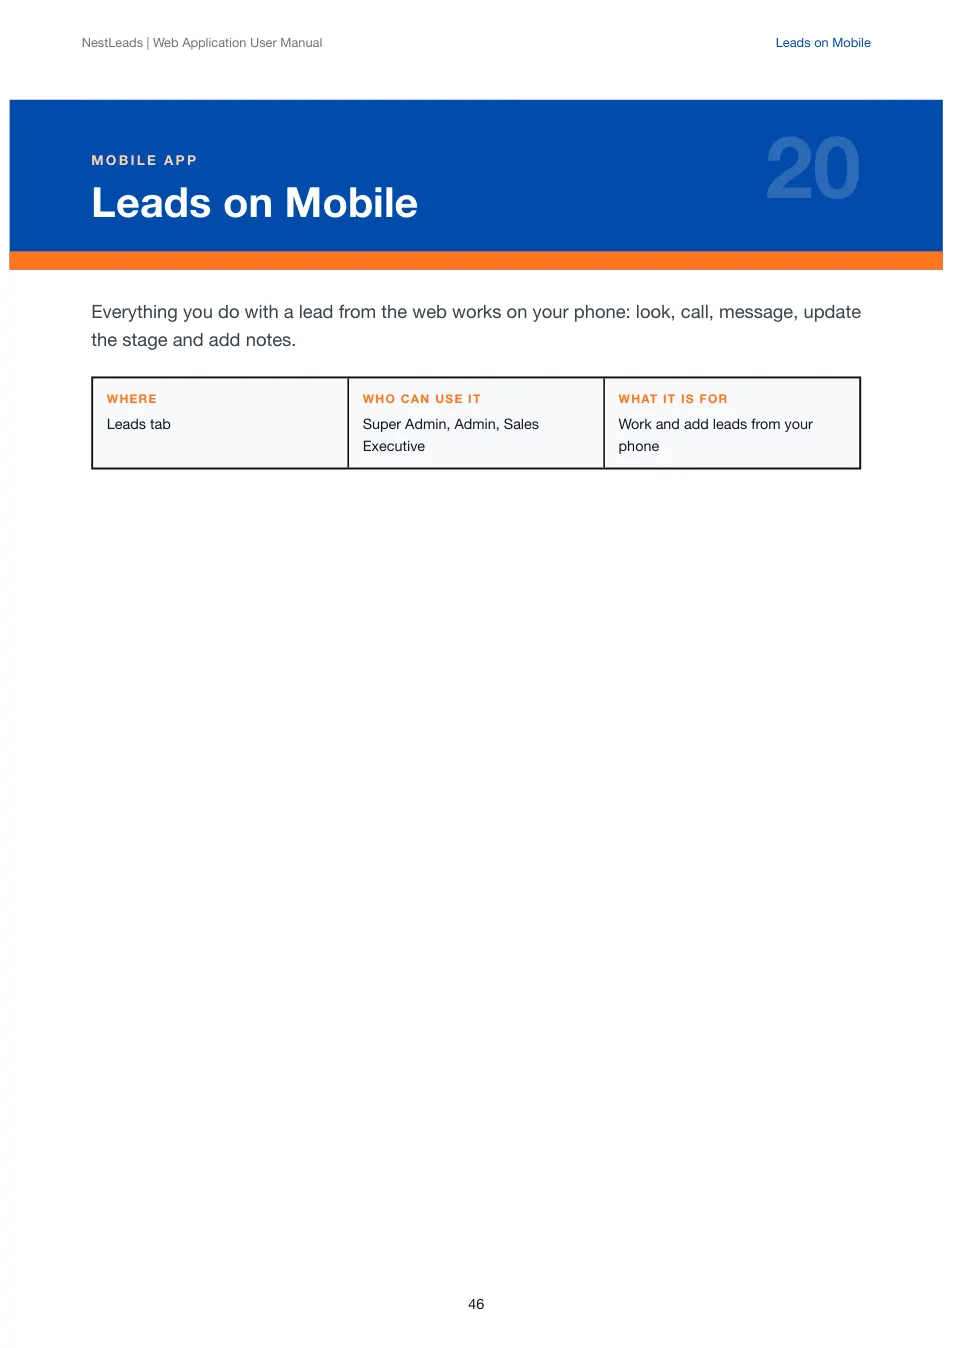 NestLeads | Web Application User Manual
Leads on Mobile
MOBILE APP
20
Leads on Mobile
Everything you do with a lead from the web works on your phone: look, call, message, update
the stage and add notes.
WHERE
Leads tab
WHO CAN USE IT
Super Admin, Admin, Sales
Executive
WHAT IT IS FOR
Work and add leads from your
phone
46